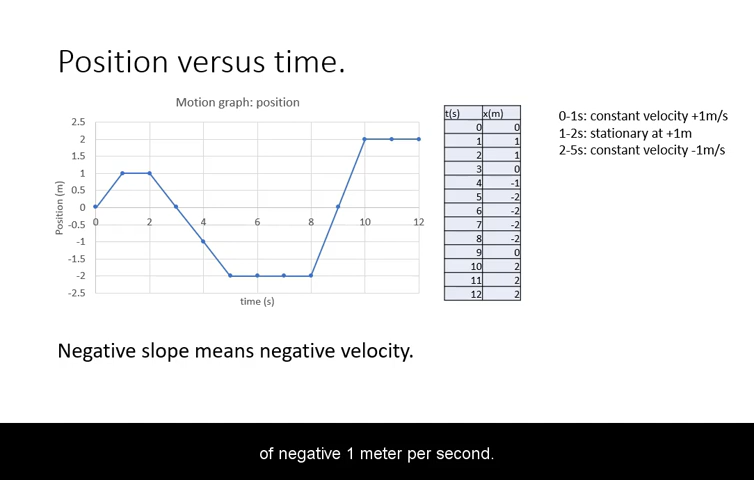 Position versus time.
Motion graph: position
2.5
2
1.5
1
0.5
0
-0.5
-1
-1.5
-2
-2.5
Position (m)
0 2 4 6 8 10 12
time (s)
t(s) x(m)
0 0
1 1
2 1
3 0
4 -1
5 -2
6 -2
7 -2
8 -2
9 0
10 2
11 2
12 2
0-1s: constant velocity +1m/s
1-2s: stationary at +1m
2-5s: constant velocity -1m/s
Negative slope means negative velocity.
of negative 1 meter per second.